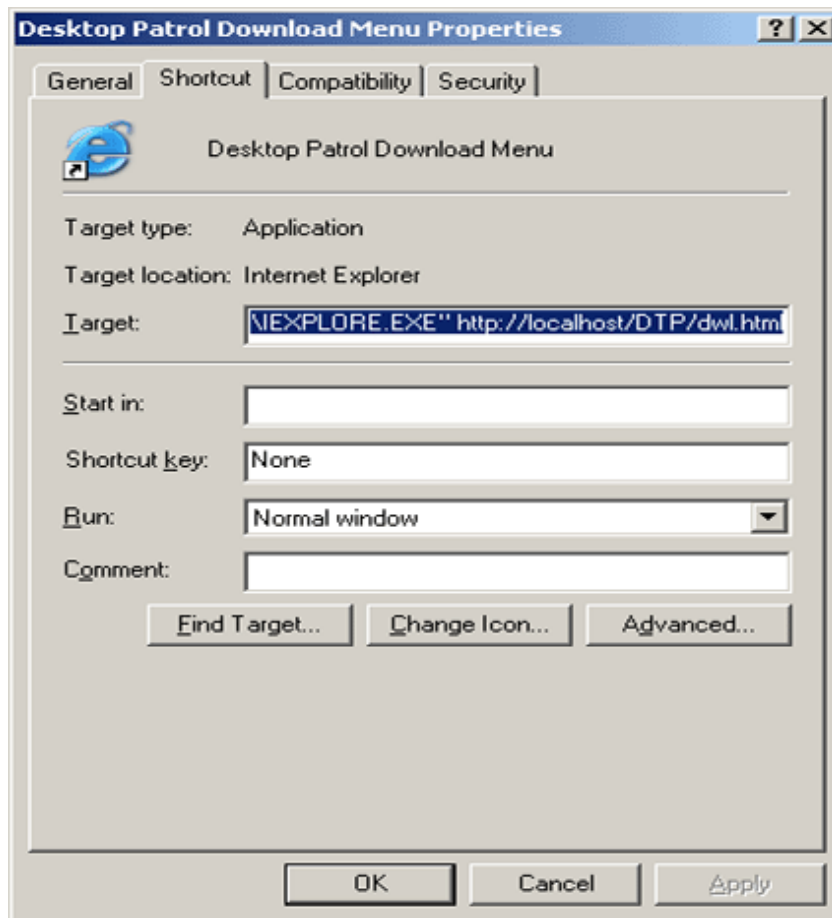 Desktop Patrol Download Menu Properties
General Shortcut Compatibility Security
Desktop Patrol Download Menu
Target type: Application
Target location: Internet Explorer
Target: \IEXPLORE.EXE" http://localhost/DTP/dwl.html
Start in:
Shortcut key: None
Run: Normal window
Comment:
Find Target... Change Icon... Advanced...
OK Cancel Apply